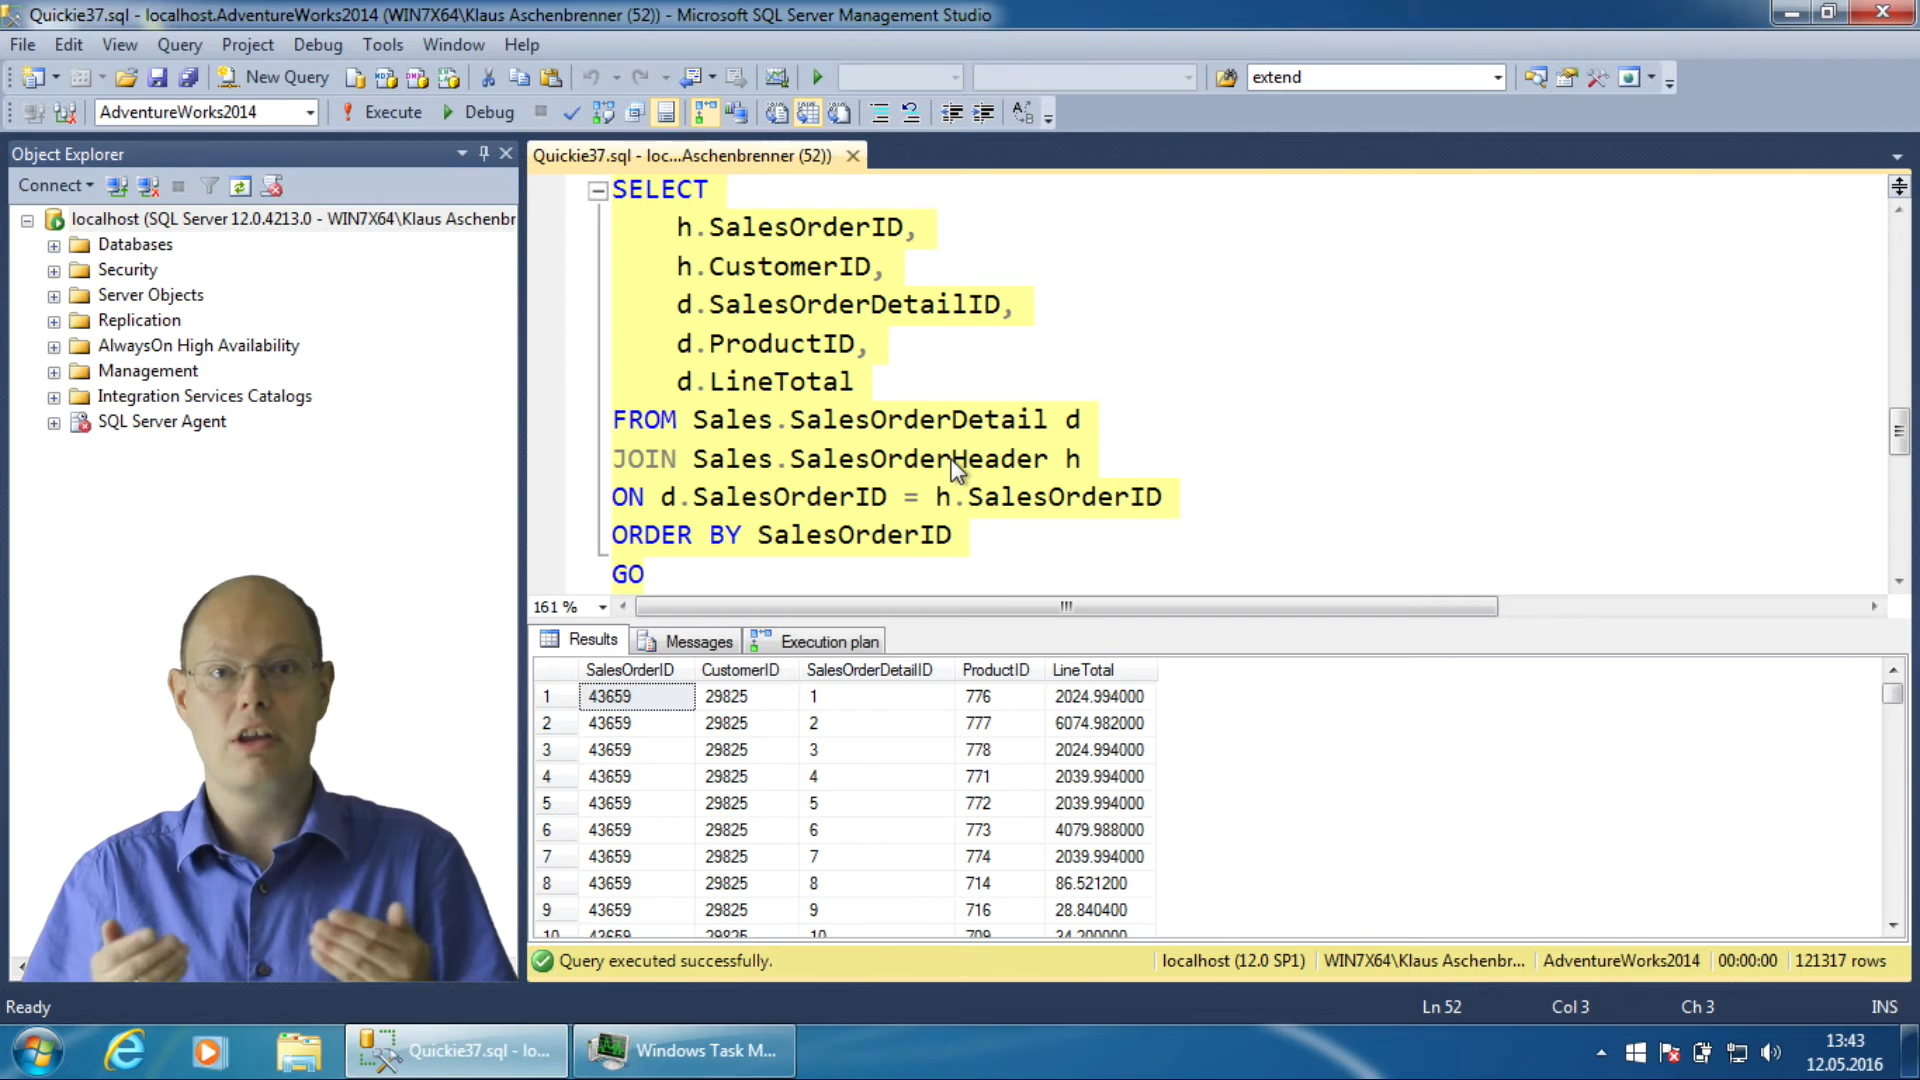 Quickie37.sql - localhost.AdventureWorks2014 (WIN7X64\Klaus Aschenbrenner (52)) - Microsoft SQL Server Management Studio
File Edit View Query Project Debug Tools Window Help
New Query extend
AdventureWorks2014 Execute Debug
Object Explorer
Connect
localhost (SQL Server 12.0.4213.0 - WIN7X64\Klaus Aschenbr
Databases
Security
Server Objects
Replication
AlwaysOn High Availability
Management
Integration Services Catalogs
SQL Server Agent
Quickie37.sql - loc...Aschenbrenner (52))
SELECT
h.SalesOrderID,
h.CustomerID,
d.SalesOrderDetailID,
d.ProductID,
d.LineTotal
FROM Sales.SalesOrderDetail d
JOIN Sales.SalesOrderHeader h
ON d.SalesOrderID = h.SalesOrderID
ORDER BY SalesOrderID
GO
161 %
Results Messages Execution plan
SalesOrderID CustomerID SalesOrderDetailID ProductID LineTotal
1 43659 29825 1 776 2024.994000
2 43659 29825 2 777 6074.982000
3 43659 29825 3 778 2024.994000
4 43659 29825 4 771 2039.994000
5 43659 29825 5 772 2039.994000
6 43659 29825 6 773 4079.988000
7 43659 29825 7 774 2039.994000
8 43659 29825 8 714 86.521200
9 43659 29825 9 716 28.840400
10 43659 29825 10 709 34.200000
Query executed successfully. localhost (12.0 SP1) WIN7X64\Klaus Aschenbr... AdventureWorks2014 00:00:00 121317 rows
Ready Ln 52 Col 3 Ch 3 INS
Quickie37.sql - lo... Windows Task M... 13:43
12.05.2016